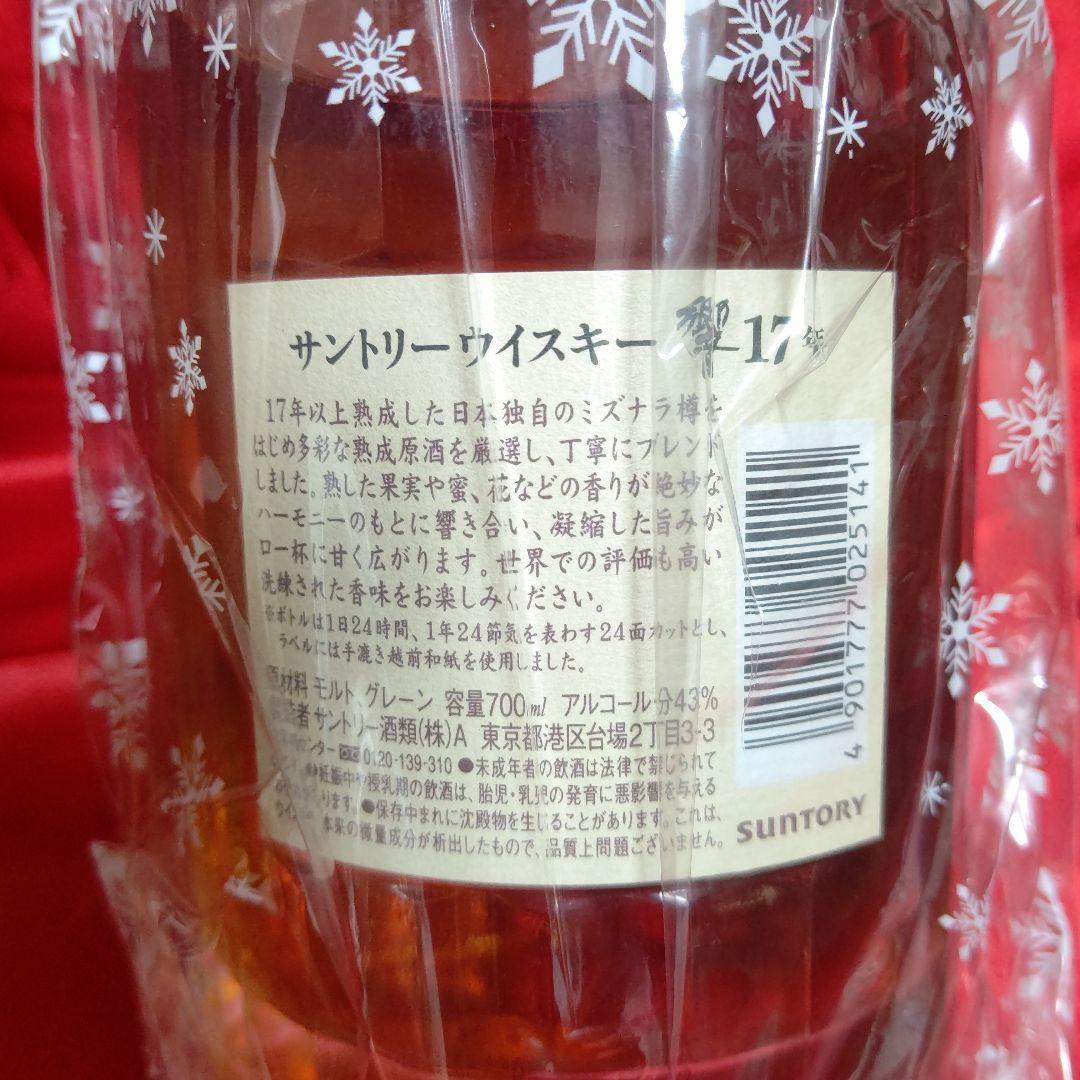 サントリーウイスキー 響 17年
17年以上熟成した日本独自のミズナラ樽を
はじめ多彩な熟成原酒を厳選し、丁寧にブレンド
しました。熟した果実や蜜、花などの香りが絶妙な
ハーモニーのもとに響き合い、凝縮した旨みが
口一杯に甘く広がります。世界での評価も高い
洗練された香味をお楽しみください。
※ボトルは1日24時間、1年24節気を表わす24面カットとし、
ラベルには手漉き越前和紙を使用しました。
材料 モルト、グレーン 容量700ml アルコール分43%
者 サントリー酒類(株)A 東京都港区台場2丁目3-3
センター 0120-139-310 ●未成年者の飲酒は法律で禁じられて
妊娠中や授乳期の飲酒は、胎児・乳児の発育に悪影響を与える
ります。●保存中まれに沈殿物を生じることがあります。これは、
本来の微量成分が析出したもので、品質上問題ございません。
SUNTORY
4 901777 025141